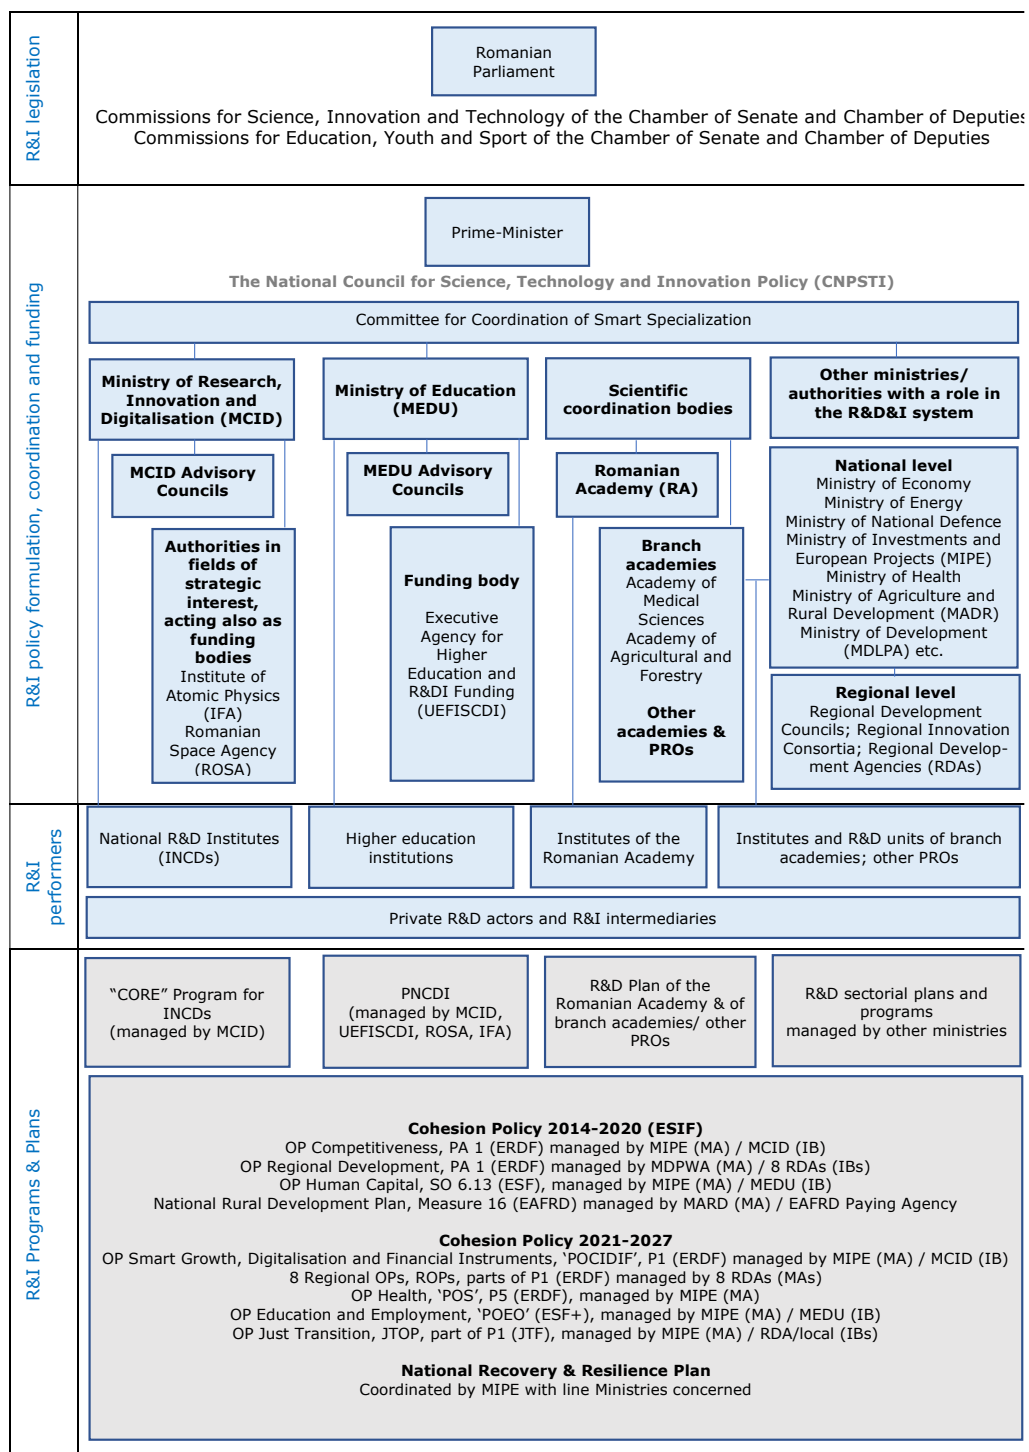 R&I legislation
Romanian
Parliament
Commissions for Science, Innovation and Technology of the Chamber of Senate and Chamber of Deputies
Commissions for Education, Youth and Sport of the Chamber of Senate and Chamber of Deputies
R&I policy formulation, coordination and funding
Prime-Minister
The National Council for Science, Technology and Innovation Policy (CNPSTI)
Committee for Coordination of Smart Specialization
Ministry of Research,
Innovation and
Digitalisation (MCID)
MCID Advisory
Councils
Authorities in
fields of
strategic
interest,
acting also as
funding
bodies
Institute of
Atomic Physics
(IFA)
Romanian
Space Agency
(ROSA)
Ministry of Education
(MEDU)
MEDU Advisory
Councils
Funding body
Executive
Agency for
Higher
Education and
R&DI Funding
(UEFISCDI)
Scientific
coordination bodies
Romanian
Academy (RA)
Branch
academies
Academy of
Medical
Sciences
Academy of
Agricultural and
Forestry
Other
academies &
PROs
Other ministries/
authorities with a role in
the R&D&I system
National level
Ministry of Economy
Ministry of Energy
Ministry of National Defence
Ministry of Investments and
European Projects (MIPE)
Ministry of Health
Ministry of Agriculture and
Rural Development (MADR)
Ministry of Development
(MDLPA) etc.
Regional level
Regional Development
Councils; Regional Innovation
Consortia; Regional Develop-
ment Agencies (RDAs)
R&I
performers
National R&D Institutes
(INCDs)
Higher education
institutions
Institutes of the
Romanian Academy
Institutes and R&D units of branch
academies; other PROs
Private R&D actors and R&I intermediaries
R&I Programs & Plans
“CORE” Program for
INCDs
(managed by MCID)
PNCDI
(managed by MCID,
UEFISCDI, ROSA, IFA)
R&D Plan of the
Romanian Academy & of
branch academies/ other
PROs
R&D sectorial plans and
programs
managed by other ministries
Cohesion Policy 2014-2020 (ESIF)
OP Competitiveness, PA 1 (ERDF) managed by MIPE (MA) / MCID (IB)
OP Regional Development, PA 1 (ERDF) managed by MDPWA (MA) / 8 RDAs (IBs)
OP Human Capital, SO 6.13 (ESF), managed by MIPE (MA) / MEDU (IB)
National Rural Development Plan, Measure 16 (EAFRD) managed by MARD (MA) / EAFRD Paying Agency
Cohesion Policy 2021-2027
OP Smart Growth, Digitalisation and Financial Instruments, ‘POCIDIF’, P1 (ERDF) managed by MIPE (MA) / MCID (IB)
8 Regional OPs, ROPs, parts of P1 (ERDF) managed by 8 RDAs (MAs)
OP Health, ‘POS’, P5 (ERDF), managed by MIPE (MA)
OP Education and Employment, ‘POEO’ (ESF+), managed by MIPE (MA) / MEDU (IB)
OP Just Transition, JTOP, part of P1 (JTF), managed by MIPE (MA) / RDA/local (IBs)
National Recovery & Resilience Plan
Coordinated by MIPE with line Ministries concerned